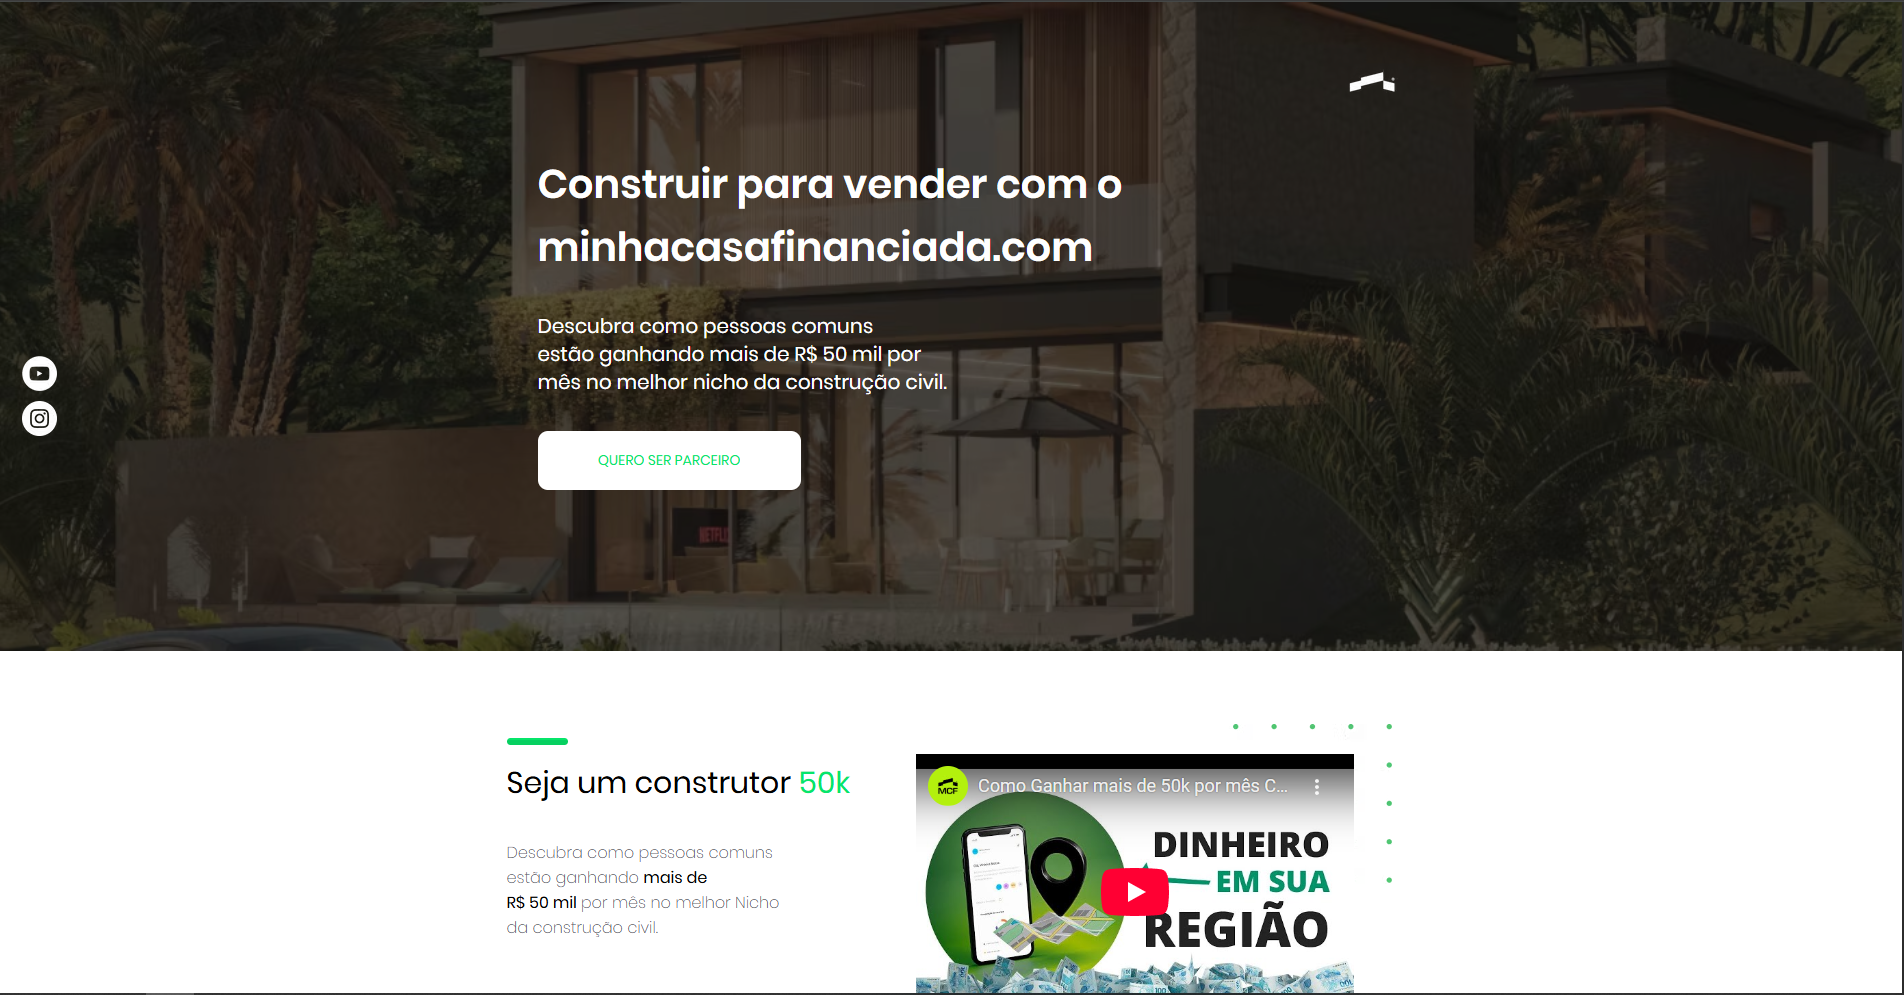 Construir para vender com o
minhacasafinanciada.com
Descubra como pessoas comuns
estão ganhando mais de R$ 50 mil por
mês no melhor nicho da construção civil.
QUERO SER PARCEIRO
NETFLIX
Seja um construtor 50k
Descubra como pessoas comuns
estão ganhando mais de
R$ 50 mil por mês no melhor Nicho
da construção civil.
MCF
Como Ganhar mais de 50k por mês C...
DINHEIRO
EM SUA
REGIÃO